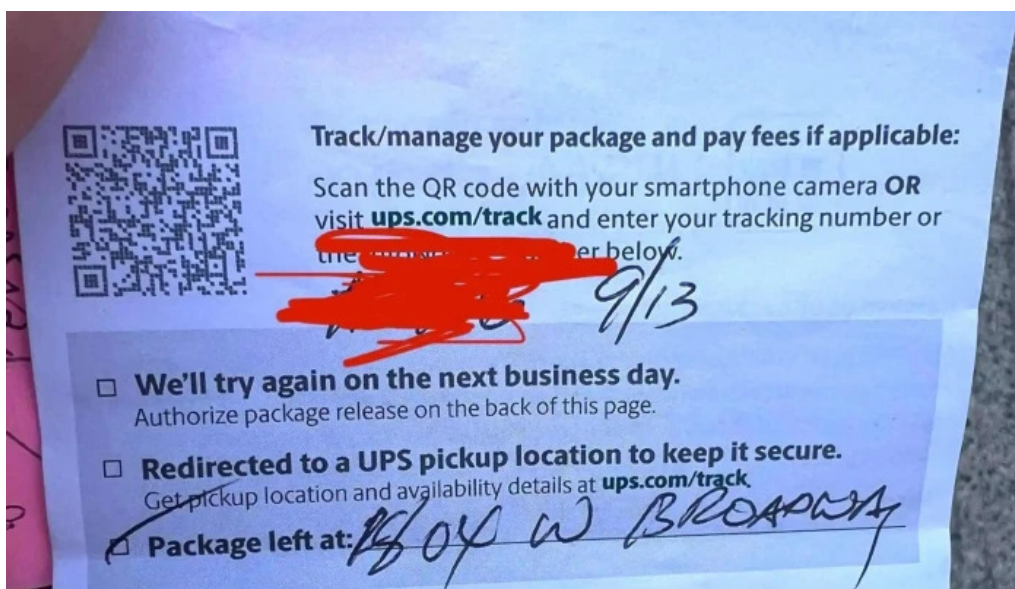 Track/manage your package and pay fees if applicable:
Scan the QR code with your smartphone camera OR
visit ups.com/track and enter your tracking number or
the er below.
9/13
We'll try again on the next business day.
Authorize package release on the back of this page.
Redirected to a UPS pickup location to keep it secure.
Get pickup location and availability details at ups.com/track.
Package left at: W BROADWAY